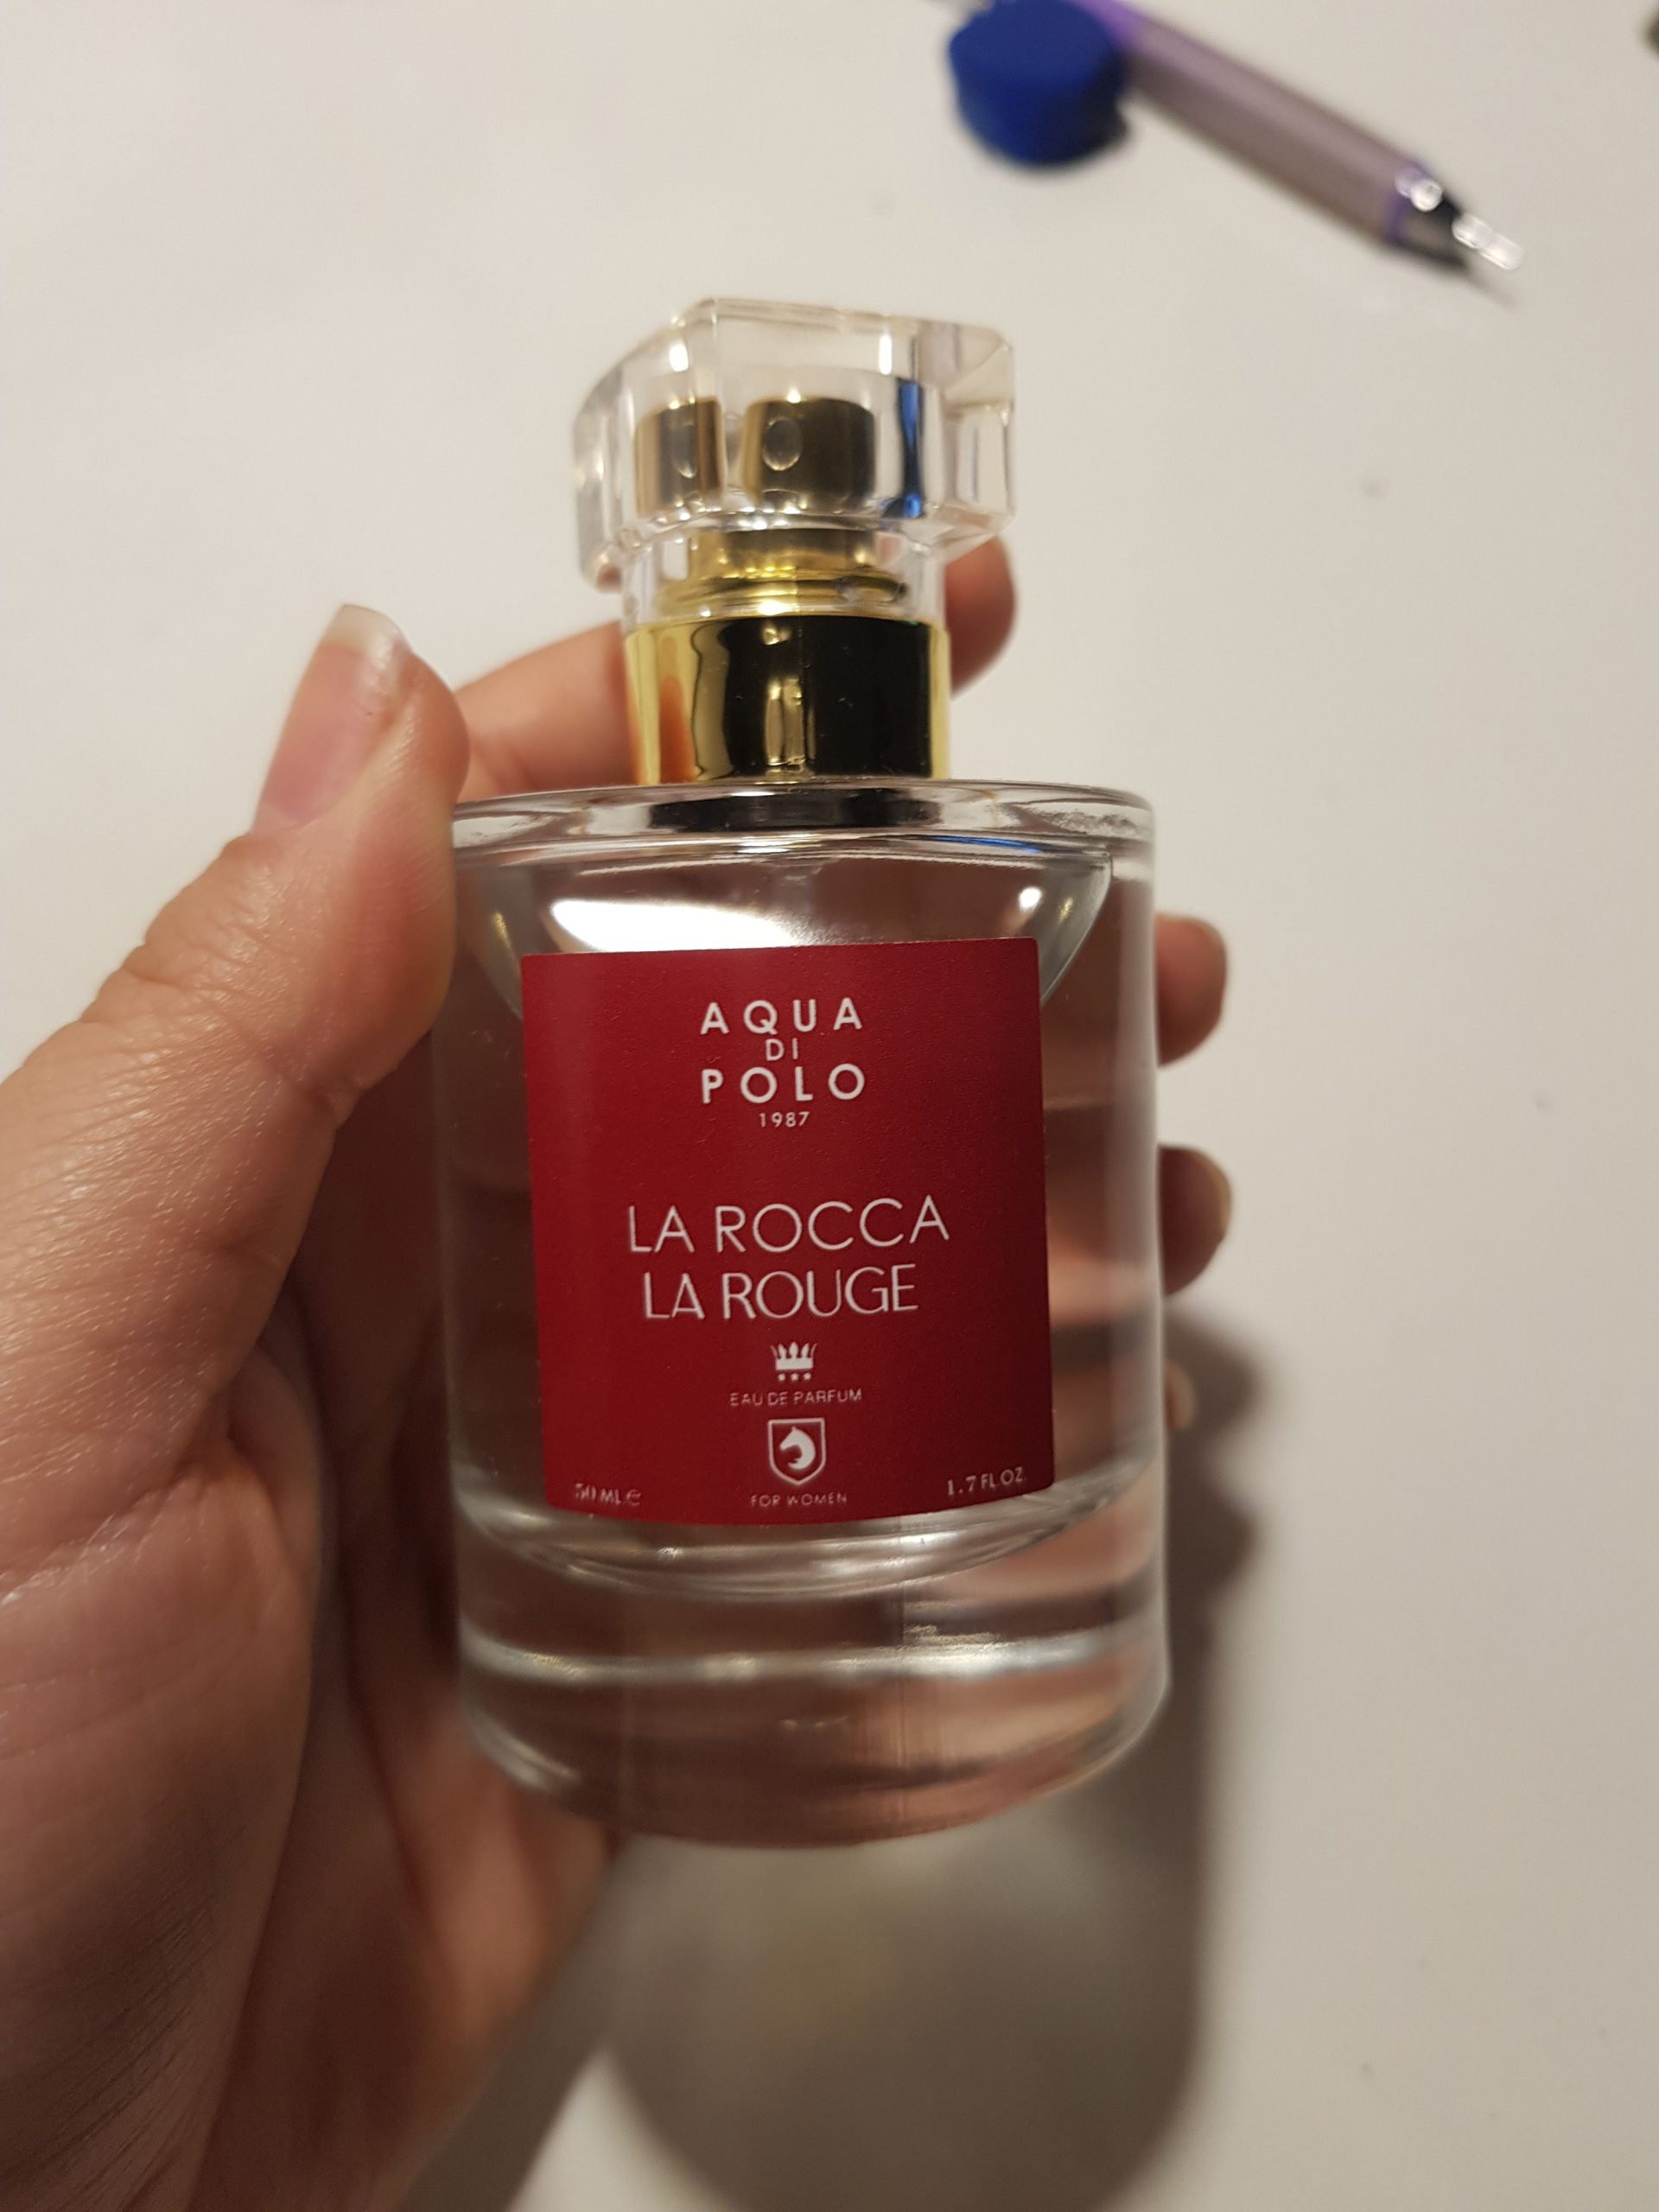 AQUA
DI
POLO
1987
LA ROCCA
LA ROUGE
EAU DE PARFUM
50 ML ℮
FOR WOMEN
1.7 FL OZ.